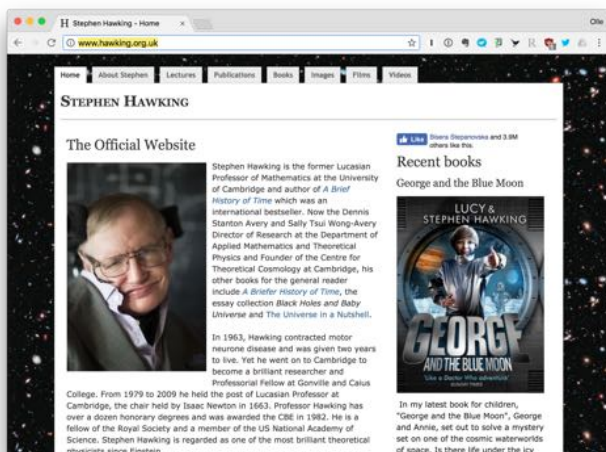 Stephen Hawking - Home
Olle
www.hawking.org.uk
Home
About Stephen
Lectures
Publications
Books
Images
Films
Videos
STEPHEN HAWKING
The Official Website
Stephen Hawking is the former Lucasian
Professor of Mathematics at the University
of Cambridge and author of A Brief
History of Time which was an
international bestseller. Now the Dennis
Stanton Avery and Sally Tsui Wong-Avery
Director of Research at the Department of
Applied Mathematics and Theoretical
Physics and Founder of the Centre for
Theoretical Cosmology at Cambridge, his
other books for the general reader
include A Briefer History of Time, the
essay collection Black Holes and Baby
Universe and The Universe in a Nutshell.
In 1963, Hawking contracted motor
neurone disease and was given two years
to live. Yet he went on to Cambridge to
become a brilliant researcher and
Professorial Fellow at Gonville and Caius
College. From 1979 to 2009 he held the post of Lucasian Professor at
Cambridge, the chair held by Isaac Newton in 1663. Professor Hawking has
over a dozen honorary degrees and was awarded the CBE in 1982. He is a
fellow of the Royal Society and a member of the US National Academy of
Science. Stephen Hawking is regarded as one of the most brilliant theoretical
physicists since Einstein
Like
Bisera Stepanovska and 3.9M
others like this.
Recent books
George and the Blue Moon
LUCY &
STEPHEN HAWKING
GEORGE
AND THE BLUE MOON
'Like a Doctor Who adventure'
SUNDAY TIMES
In my latest book for children,
"George and the Blue Moon", George
and Annie, set out to solve a mystery
set on one of the cosmic waterworlds
of space. Is there life under the icy